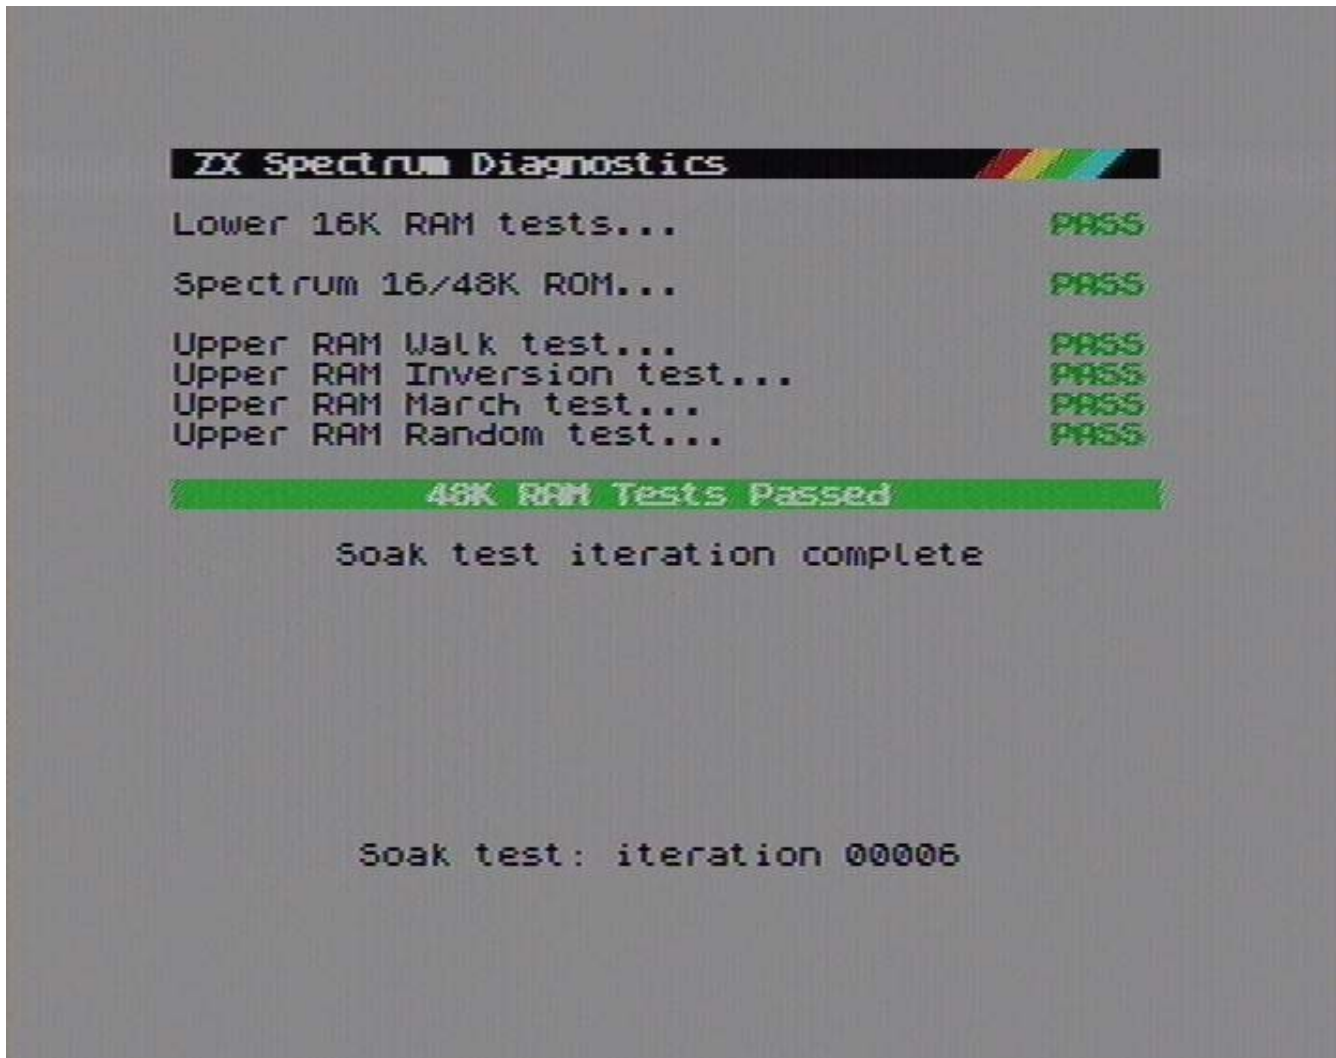 ZX Spectrum Diagnostics
Lower 16K RAM tests... PASS
Spectrum 16/48K ROM... PASS
Upper RAM Walk test... PASS
Upper RAM Inversion test... PASS
Upper RAM March test... PASS
Upper RAM Random test... PASS
48K RAM Tests Passed
Soak test iteration complete
Soak test: iteration 00006